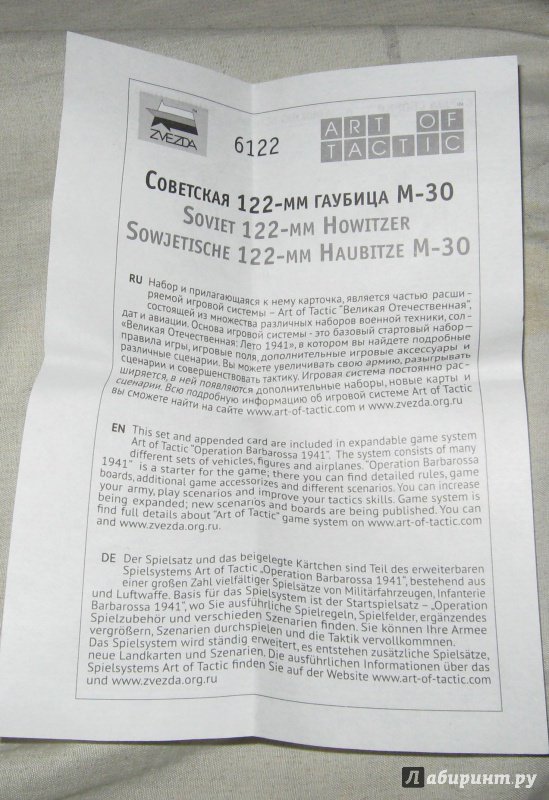 ZVEZDA
6122
ART OF
TACTIC
СОВЕТСКАЯ 122-ММ ГАУБИЦА М-30
SOVIET 122-MM HOWITZER
SOWJETISCHE 122-MM HAUBITZE M-30
RU Набор и прилагающаяся к нему карточка, является частью расши-
ряемой игровой системы – Art of Tactic "Великая Отечественная",
состоящей из множества различных наборов военной техники, сол-
дат и авиации. Основа игровой системы - это базовый стартовый набор –
«Великая Отечественная: Лето 1941», в котором вы найдете подробные
правила игры, игровые поля, дополнительные игровые аксессуары и
различные сценарии. Вы можете увеличивать свою армию, разыгрывать
сценарии и совершенствовать тактику. Игровая система постоянно рас-
ширяется, в ней появляются дополнительные наборы, новые карты и
сценарии. Всю подробную информацию об игровой системе Art of Tactic
вы сможете найти на сайте www.art-of-tactic.com и www.zvezda.org.ru.
EN This set and appended card are included in expandable game system
Art of Tactic "Operation Barbarossa 1941". The system consists of many
different sets of vehicles, figures and airplanes. "Operation Barbarossa
1941" is a starter for the game; there you can find detailed rules, game
boards, additional game accessorizes and different scenarios. You can increase
your army, play scenarios and improve your tactics skills. Game system is
being expanded; new scenarios and boards are being published. You can
find full details about "Art of Tactic" game system on www.art-of-tactic.com
and www.zvezda.org.ru.
DE Der Spielsatz und das beigelegte Kärtchen sind Teil des erweiterbaren
Spielsystems Art of Tactic „Operation Barbarossa 1941", bestehend aus
einer großen Zahl vielfältiger Spielsätze von Militärfahrzeugen, Infanterie
und Luftwaffe. Basis für das Spielsystem ist der Startspielsatz – „Operation
Barbarossa 1941", wo Sie ausführliche Spielregeln, Spielfelder, ergänzendes
Spielzubehör und verschieden Szenarien finden. Sie können Ihre Armee
vergrößern, Szenarien durchspielen und die Taktik vervollkommnen.
Das Spielsystem wird ständig erweitert, es entstehen zusätzliche Spielsätze,
neue Landkarten und Szenarien. Die ausführlichen Informationen über das
Spielsystems Art of Tactic finden Sie auf der Website www.art-of-tactic.com
und www.zvezda.org.ru
Лабиринт.ру